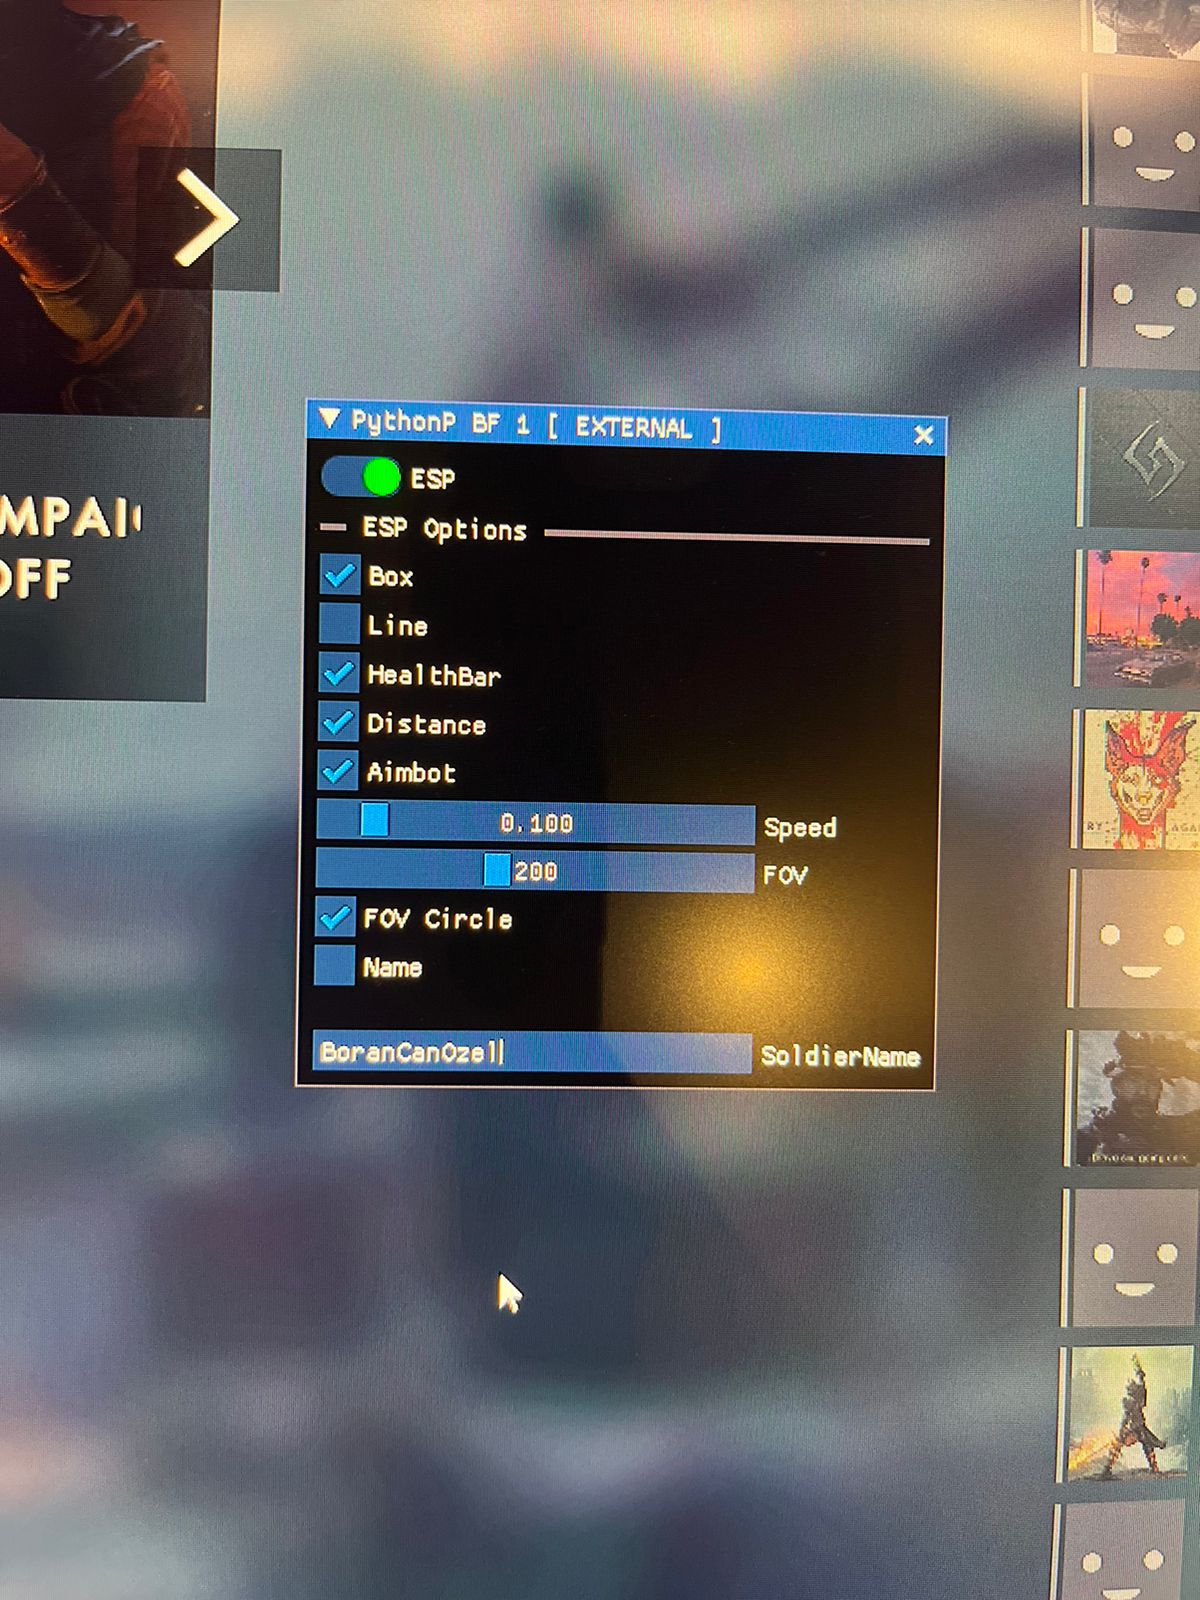 MPAI
OFF
PythonP BF 1 [ EXTERNAL ]
ESP
ESP Options
Box
Line
HealthBar
Distance
Aimbot
0.100 Speed
200 FOV
FOV Circle
Name
BoranCanOzel SoldierName